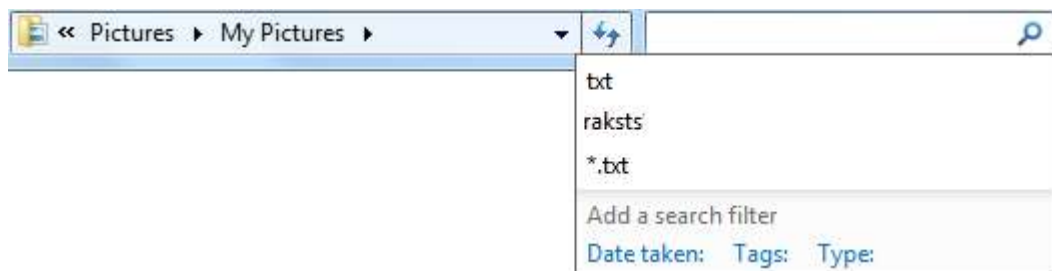 « Pictures ▸ My Pictures ▸
txt
raksts
*.txt
Add a search filter
Date taken: Tags: Type: